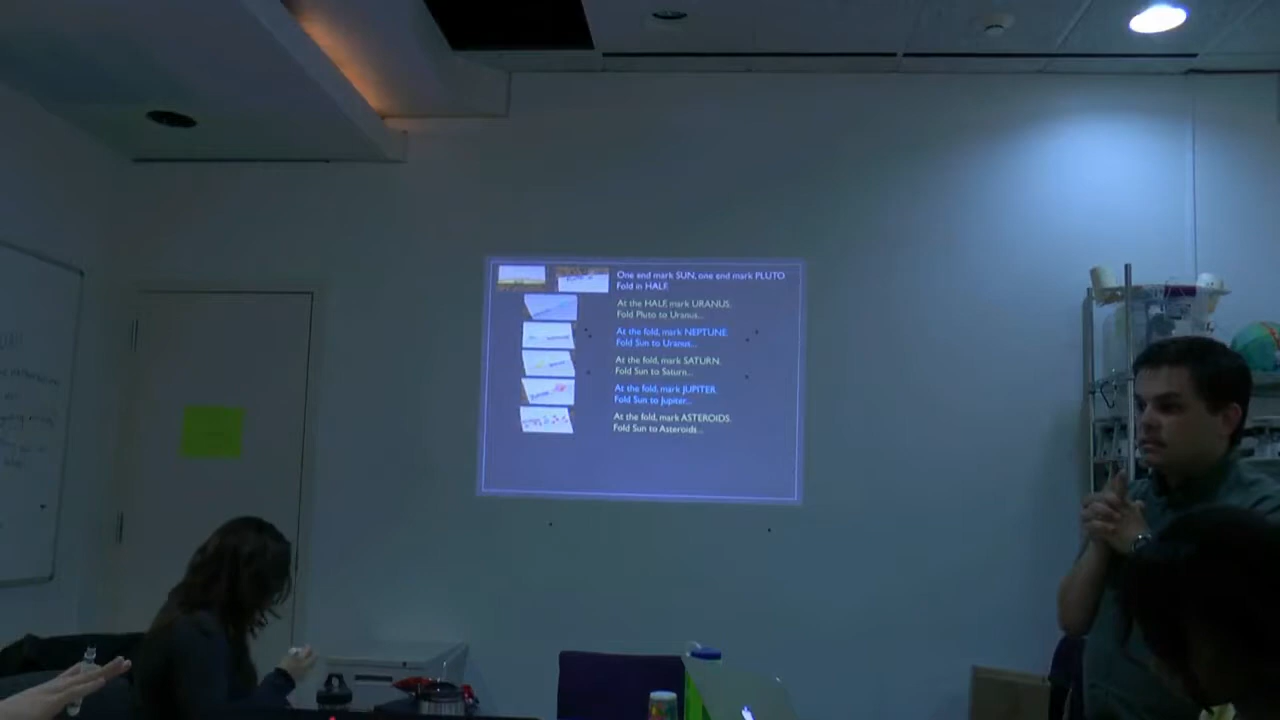 One end mark SUN, one end mark PLUTO
Fold in HALF.
At the HALF, mark URANUS.
Fold Pluto to Uranus...
At the fold, mark NEPTUNE.
Fold Sun to Uranus...
At the fold, mark SATURN.
Fold Sun to Saturn...
At the fold, mark JUPITER.
Fold Sun to Jupiter...
At the fold, mark ASTEROIDS.
Fold Sun to Asteroids...